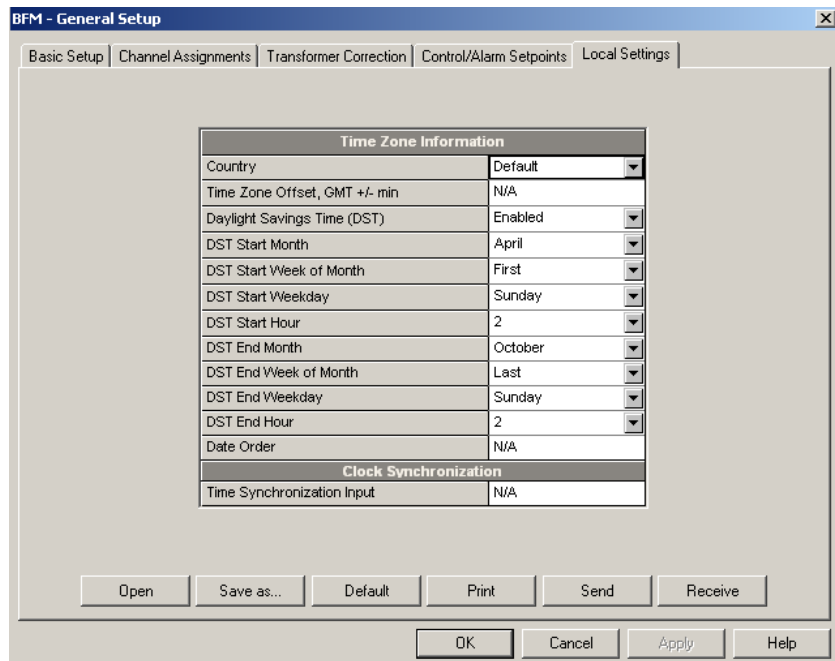 BFM - General Setup
Basic Setup Channel Assignments Transformer Correction Control/Alarm Setpoints Local Settings
Time Zone Information
Country Default
Time Zone Offset, GMT +/- min N/A
Daylight Savings Time (DST) Enabled
DST Start Month April
DST Start Week of Month First
DST Start Weekday Sunday
DST Start Hour 2
DST End Month October
DST End Week of Month Last
DST End Weekday Sunday
DST End Hour 2
Date Order N/A
Clock Synchronization
Time Synchronization Input N/A
Open Save as... Default Print Send Receive
OK Cancel Apply Help